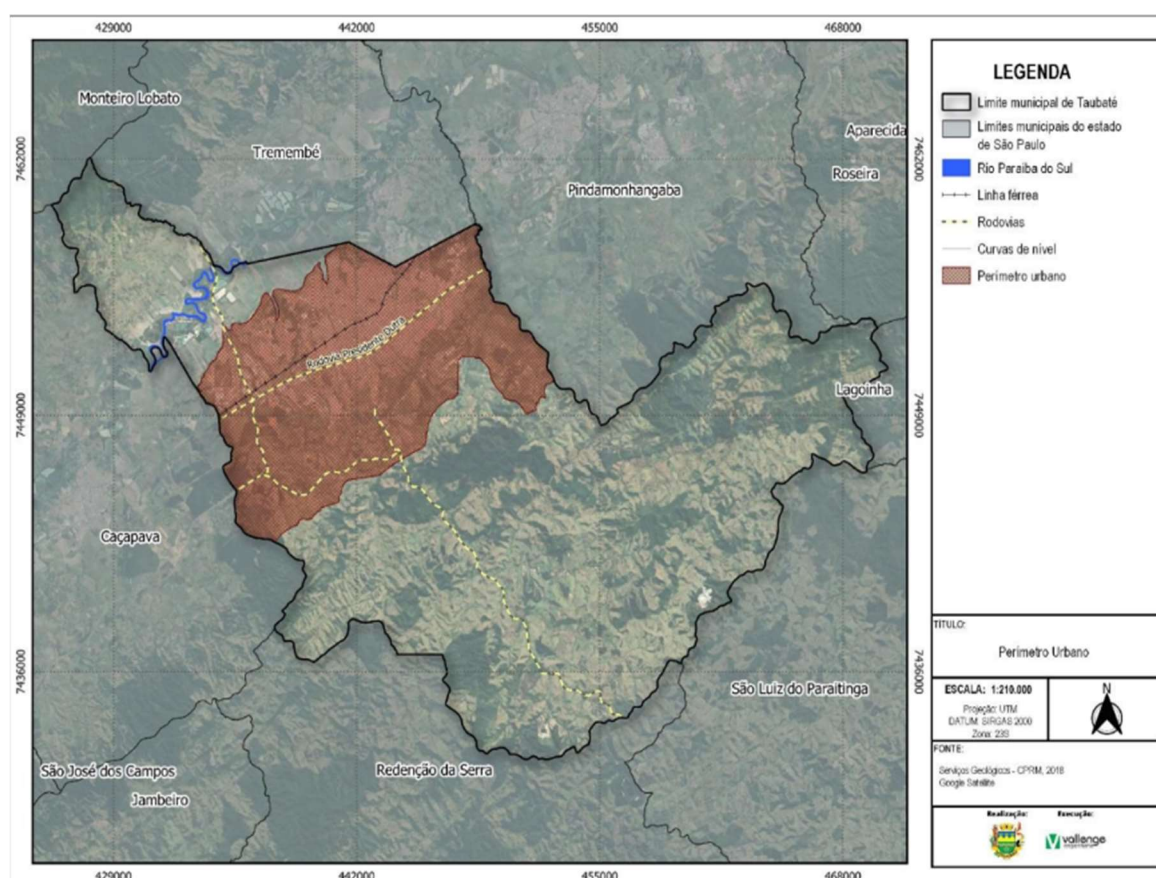 429000 442000 455000 468000
Monteiro Lobato
Tremembé
Pindamonhangaba
Aparecida
Roseira
7462000
7462000
Rodovia Presidente Dutra
Lagoinha
7449000
7449000
Caçapava
São Luiz do Paraitinga
7436000
7436000
São José dos Campos
Redenção da Serra
Jambeiro
429000 442000 455000 468000
LEGENDA
Limite municipal de Taubaté
Limites municipais do estado
de São Paulo
Rio Paraiba do Sul
Linha férrea
Rodovias
Curvas de nível
Perímetro urbano
TÍTULO:
Perímetro Urbano
ESCALA: 1:210.000
Projeção: UTM
DATUM: SIRGAS 2000
Zona: 23S
N
FONTE:
Serviços Geológicos - CPRM, 2018
Google Satellite
Realização:
Execução:
vallenge